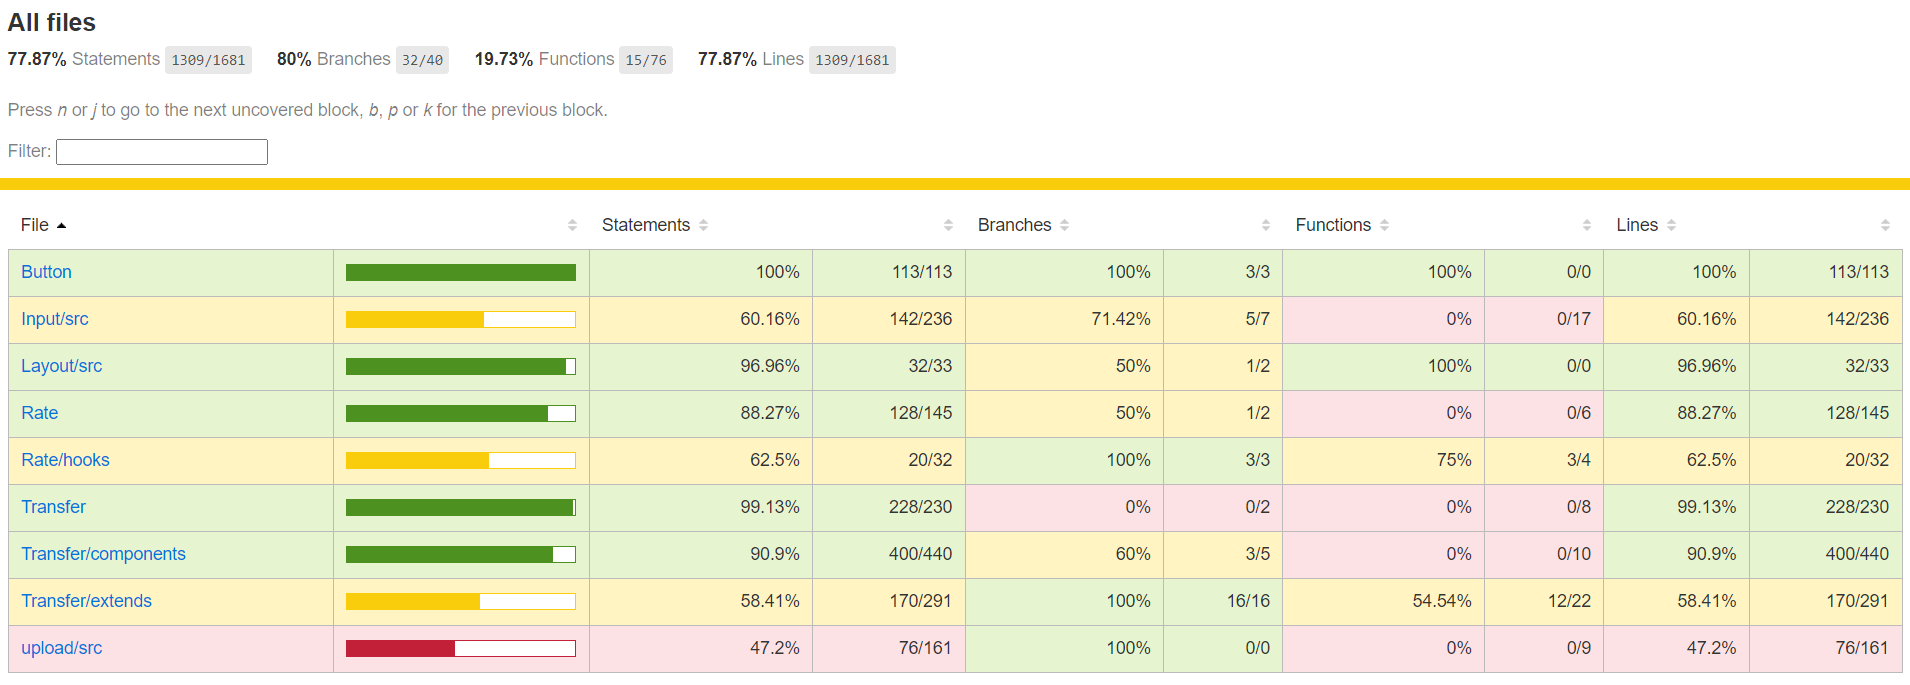 All files
77.87% Statements 1309/1681 80% Branches 32/40 19.73% Functions 15/76 77.87% Lines 1309/1681
Press n or j to go to the next uncovered block, b, p or k for the previous block.
Filter:
File Statements Branches Functions Lines
Button 100% 113/113 100% 3/3 100% 0/0 100% 113/113
Input/src 60.16% 142/236 71.42% 5/7 0% 0/17 60.16% 142/236
Layout/src 96.96% 32/33 50% 1/2 100% 0/0 96.96% 32/33
Rate 88.27% 128/145 50% 1/2 0% 0/6 88.27% 128/145
Rate/hooks 62.5% 20/32 100% 3/3 75% 3/4 62.5% 20/32
Transfer 99.13% 228/230 0% 0/2 0% 0/8 99.13% 228/230
Transfer/components 90.9% 400/440 60% 3/5 0% 0/10 90.9% 400/440
Transfer/extends 58.41% 170/291 100% 16/16 54.54% 12/22 58.41% 170/291
upload/src 47.2% 76/161 100% 0/0 0% 0/9 47.2% 76/161